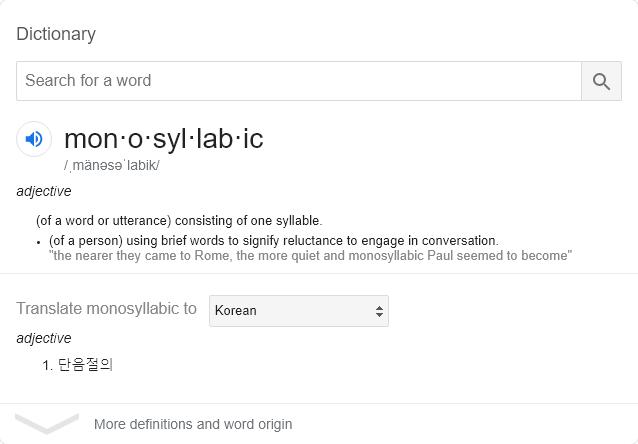 Dictionary
Search for a word
mon·o·syl·lab·ic
/ˌmänəsəˈlabik/
adjective
(of a word or utterance) consisting of one syllable.
• (of a person) using brief words to signify reluctance to engage in conversation.
"the nearer they came to Rome, the more quiet and monosyllabic Paul seemed to become"
Translate monosyllabic to Korean
adjective
1. 단음절의
More definitions and word origin